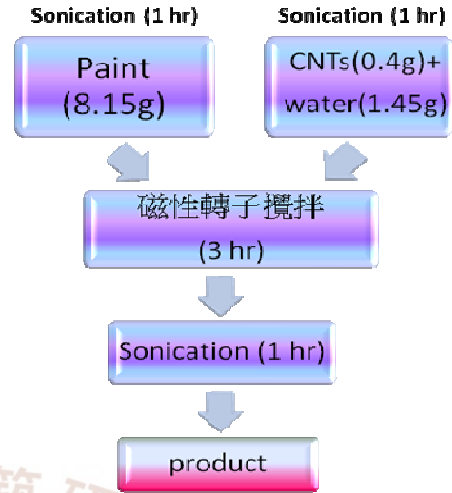 Sonication (1 hr)
Sonication (1 hr)
Paint
(8.15g)
CNTs(0.4g)+
water(1.45g)
磁性轉子攪拌
(3 hr)
Sonication (1 hr)
product